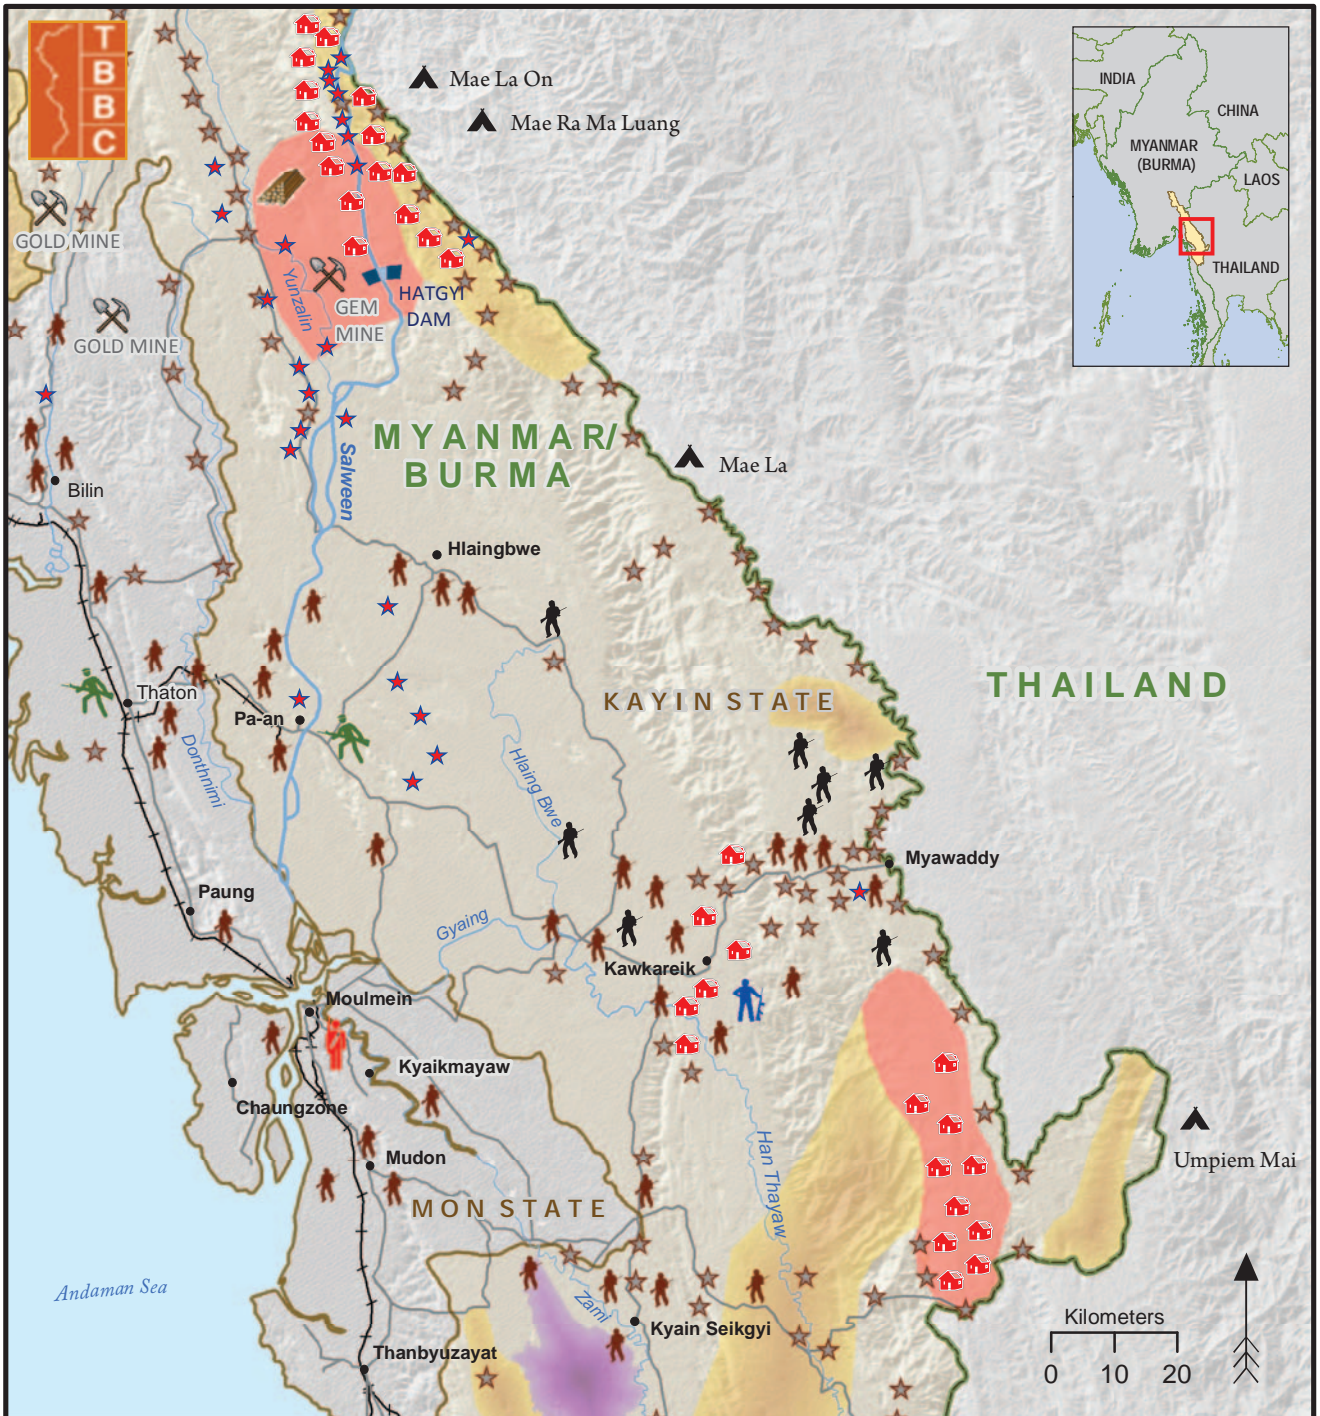 T
B
B
C
Mae La On
Mae Ra Ma Luang
INDIA
CHINA
MYANMAR
(BURMA)
LAOS
THAILAND
GOLD MINE
GOLD MINE
Yunzalin
GEM
MINE
HATGYI
DAM
MYANMAR/
BURMA
Salween
Mae La
Bilin
Hlaingbwe
THAILAND
KAYIN STATE
Thaton
Pa-an
Donthnimi
Hlaing Bwe
Myawaddy
Paung
Gyaing
Kawkareik
Moulmein
Kyaikmayaw
Chaungzone
Mudon
Han Thayaw
Umpiem Mai
MON STATE
Andaman Sea
Zami
Kyain Seikgyi
Thanbyuzayat
Kilometers
0 10 20